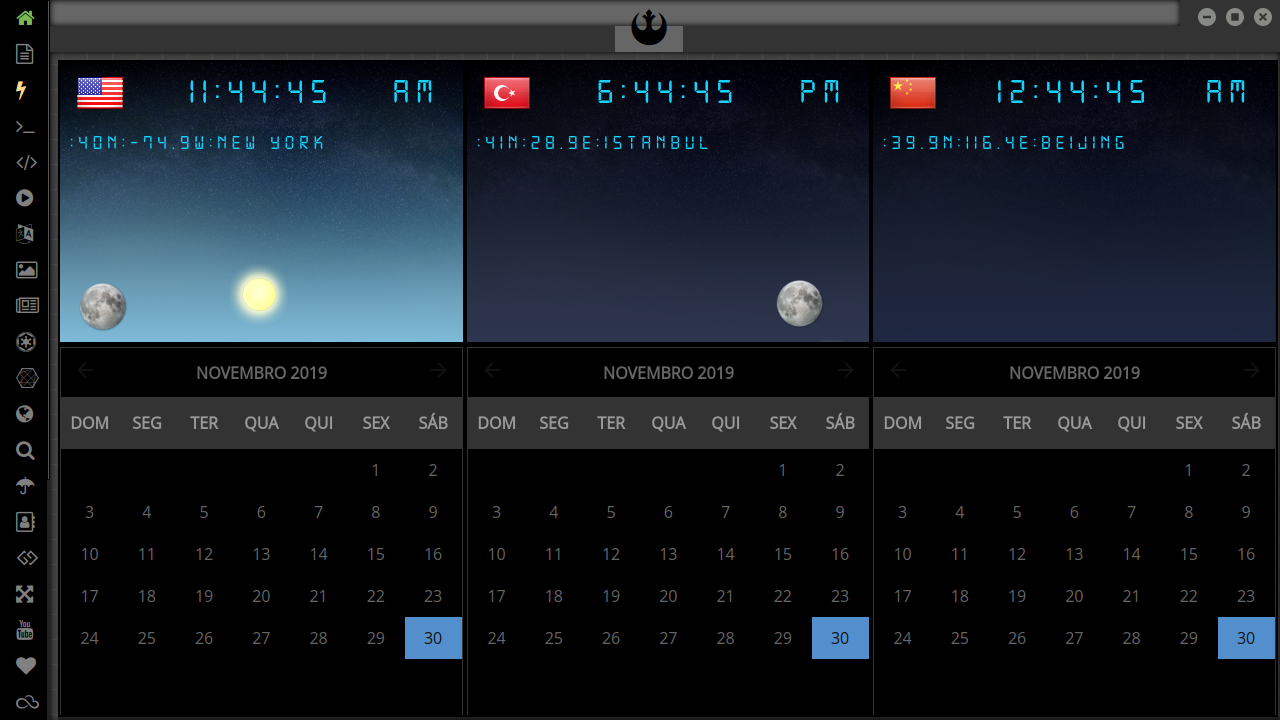 11:44:45 AM
:40N:-74.9W:NEW YORK
6:44:45 PM
:41N:28.9E:ISTANBUL
12:44:45 AM
:39.9N:116.4E:BEIJING
NOVEMBRO 2019
DOM SEG TER QUA QUI SEX SÁB
1 2
3 4 5 6 7 8 9
10 11 12 13 14 15 16
17 18 19 20 21 22 23
24 25 26 27 28 29 30
NOVEMBRO 2019
DOM SEG TER QUA QUI SEX SÁB
1 2
3 4 5 6 7 8 9
10 11 12 13 14 15 16
17 18 19 20 21 22 23
24 25 26 27 28 29 30
NOVEMBRO 2019
DOM SEG TER QUA QUI SEX SÁB
1 2
3 4 5 6 7 8 9
10 11 12 13 14 15 16
17 18 19 20 21 22 23
24 25 26 27 28 29 30
You
Tube